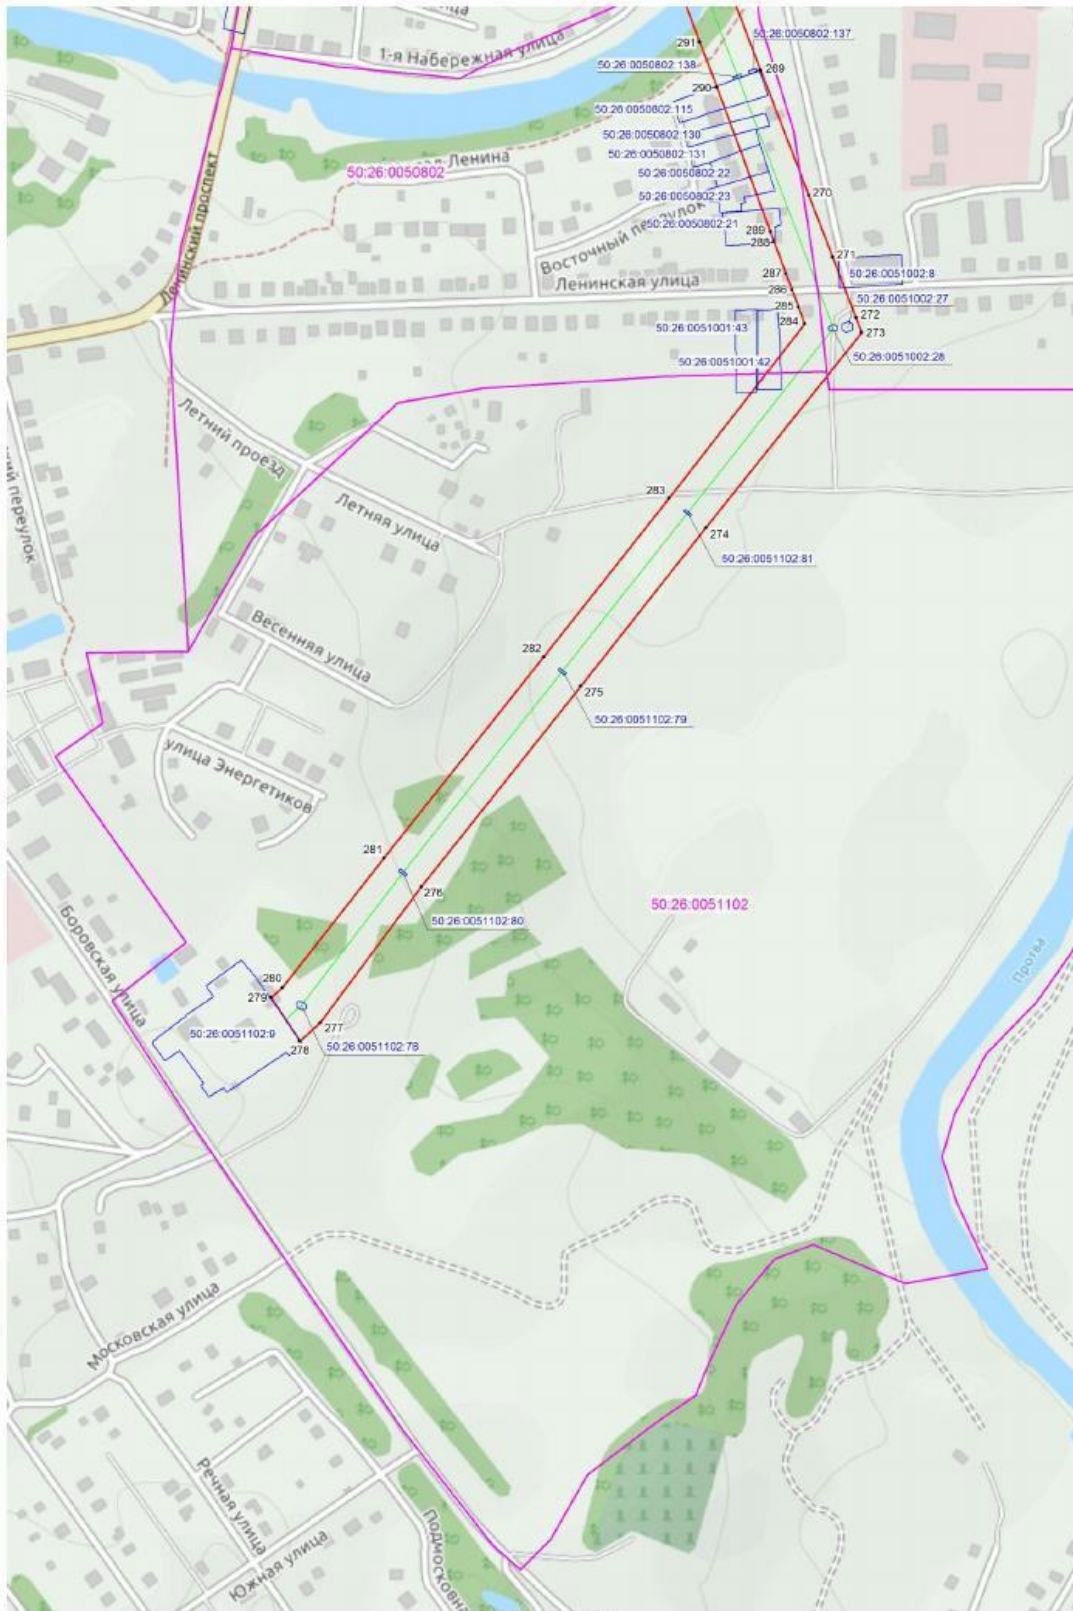 улица
1-я Набережная улица
291
50:26:0050802:137
50:26:0050802:138
269
290
50:26:0050802:115
50:26:0050802:130
50:26:0050802:131
Ленина
50:26:0050802
50:26:0050802:22
50:26:0050802:23
270
50:26:0050802:21
289
288
Ленинский проспект
Восточный переулок
271
287
50:26:0051002:8
Ленинская улица
286
50:26:0051002:27
285
272
284
273
50:26:0051001:43
50:26:0051002:28
50:26:0051001:42
Летний проезд
283
Летняя улица
274
50:26:0051102:81
переулок
282
Весенняя улица
275
50:26:0051102:79
улица Энергетиков
281
276
50:26:0051102
50:26:0051102:80
Боровская улица
Протва
280
279
277
50:26:0051102:9
278
50:26:0051102:78
Московская улица
Речная улица
Южная улица
Подмосковна